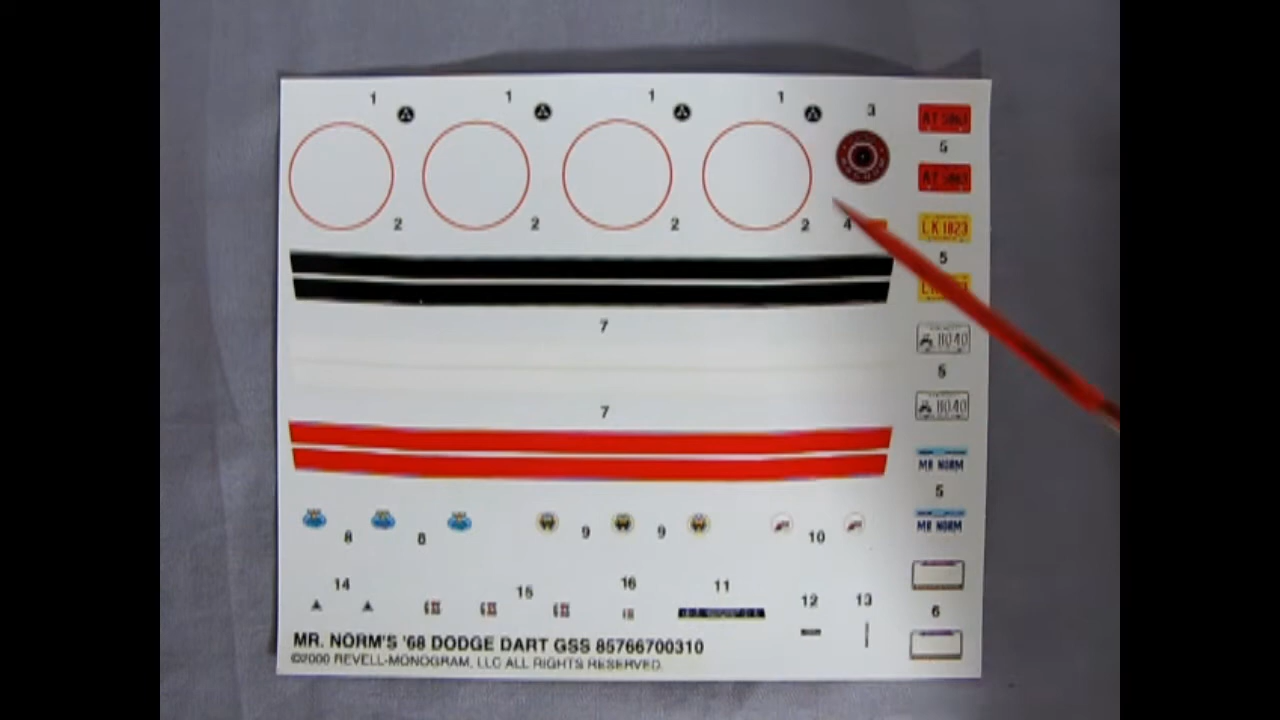 1 1 1 1 3
2 2 2 2 4
5
LK 1823
5
7
11040
5
7
11040
MR NORM
5
8 8 9 9 10
MR NORM
14 15 16 11 12 13
6
MR. NORM'S '68 DODGE DART GSS 85766700310
©2000 REVELL-MONOGRAM, LLC ALL RIGHTS RESERVED.